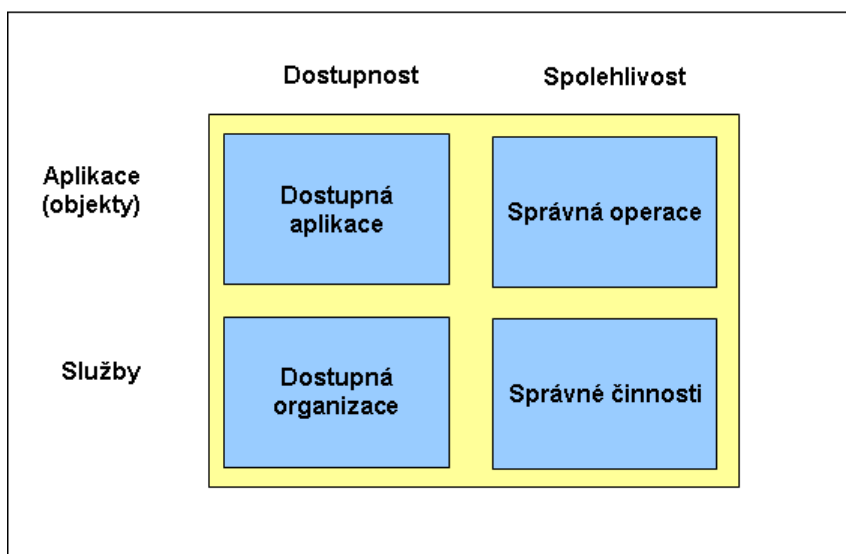 Dostupnost
Spolehlivost
Aplikace
(objekty)
Dostupná
aplikace
Správná operace
Služby
Dostupná
organizace
Správné činnosti